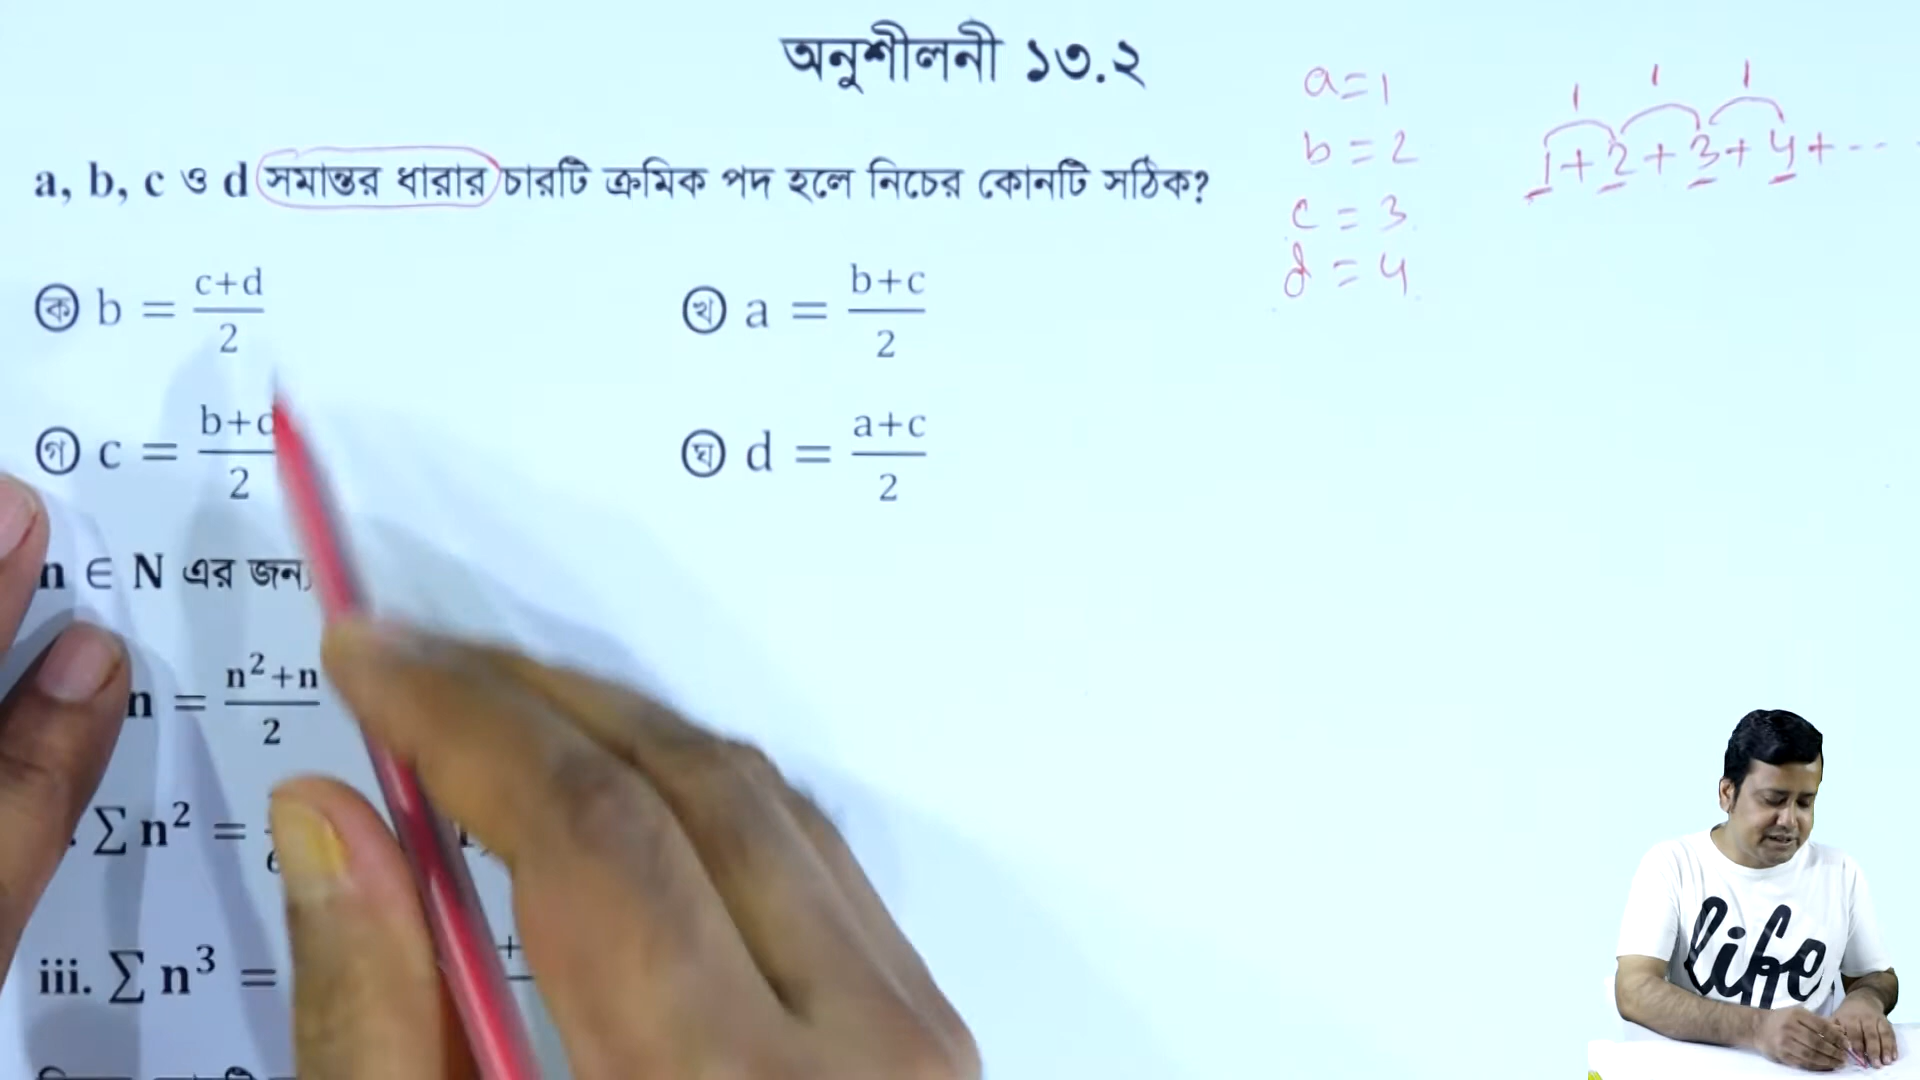 অনুশীলনী ১৩.২
a, b, c ও d সমান্তর ধারার চারটি ক্রমিক পদ হলে নিচের কোনটি সঠিক?
ক b = c+d/2
খ a = b+c/2
গ c = b+d/2
ঘ d = a+c/2
n ∈ N এর জন্য
n = n²+n/2
∑ n² =
iii. ∑ n³ =
a=1
b = 2
c = 3
d = 4
1 1 1
1+2+3+4+---
life